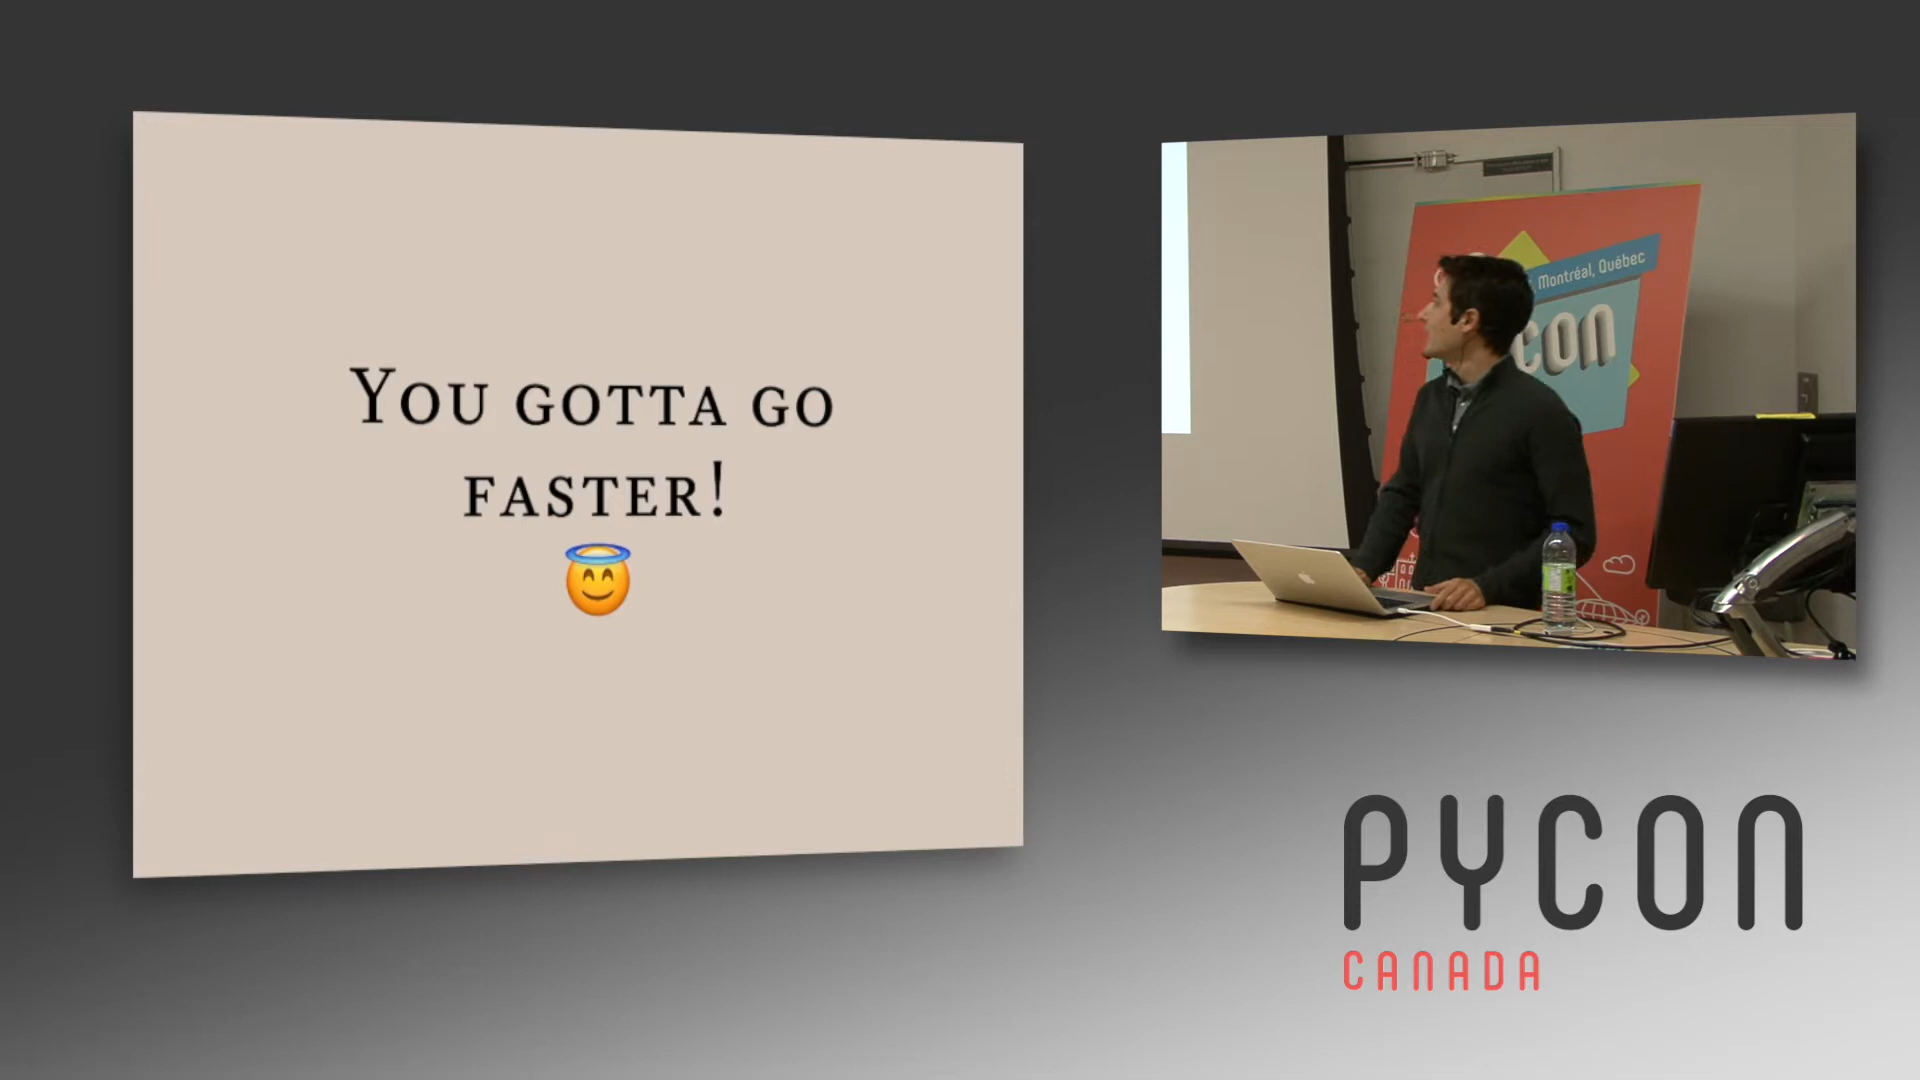 You gotta go
faster!
Montréal, Québec
con
PYCON
CANADA